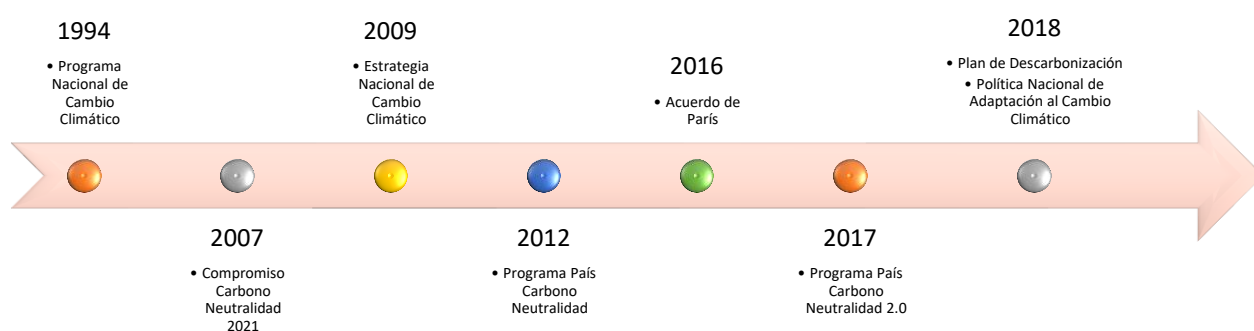 1994
• Programa
Nacional de
Cambio
Climático
2007
• Compromiso
Carbono
Neutralidad
2021
2009
• Estrategia
Nacional de
Cambio
Climático
2012
• Programa País
Carbono
Neutralidad
2016
• Acuerdo de
París
2017
• Programa País
Carbono
Neutralidad 2.0
2018
• Plan de Descarbonización
• Política Nacional de
Adaptación al Cambio
Climático